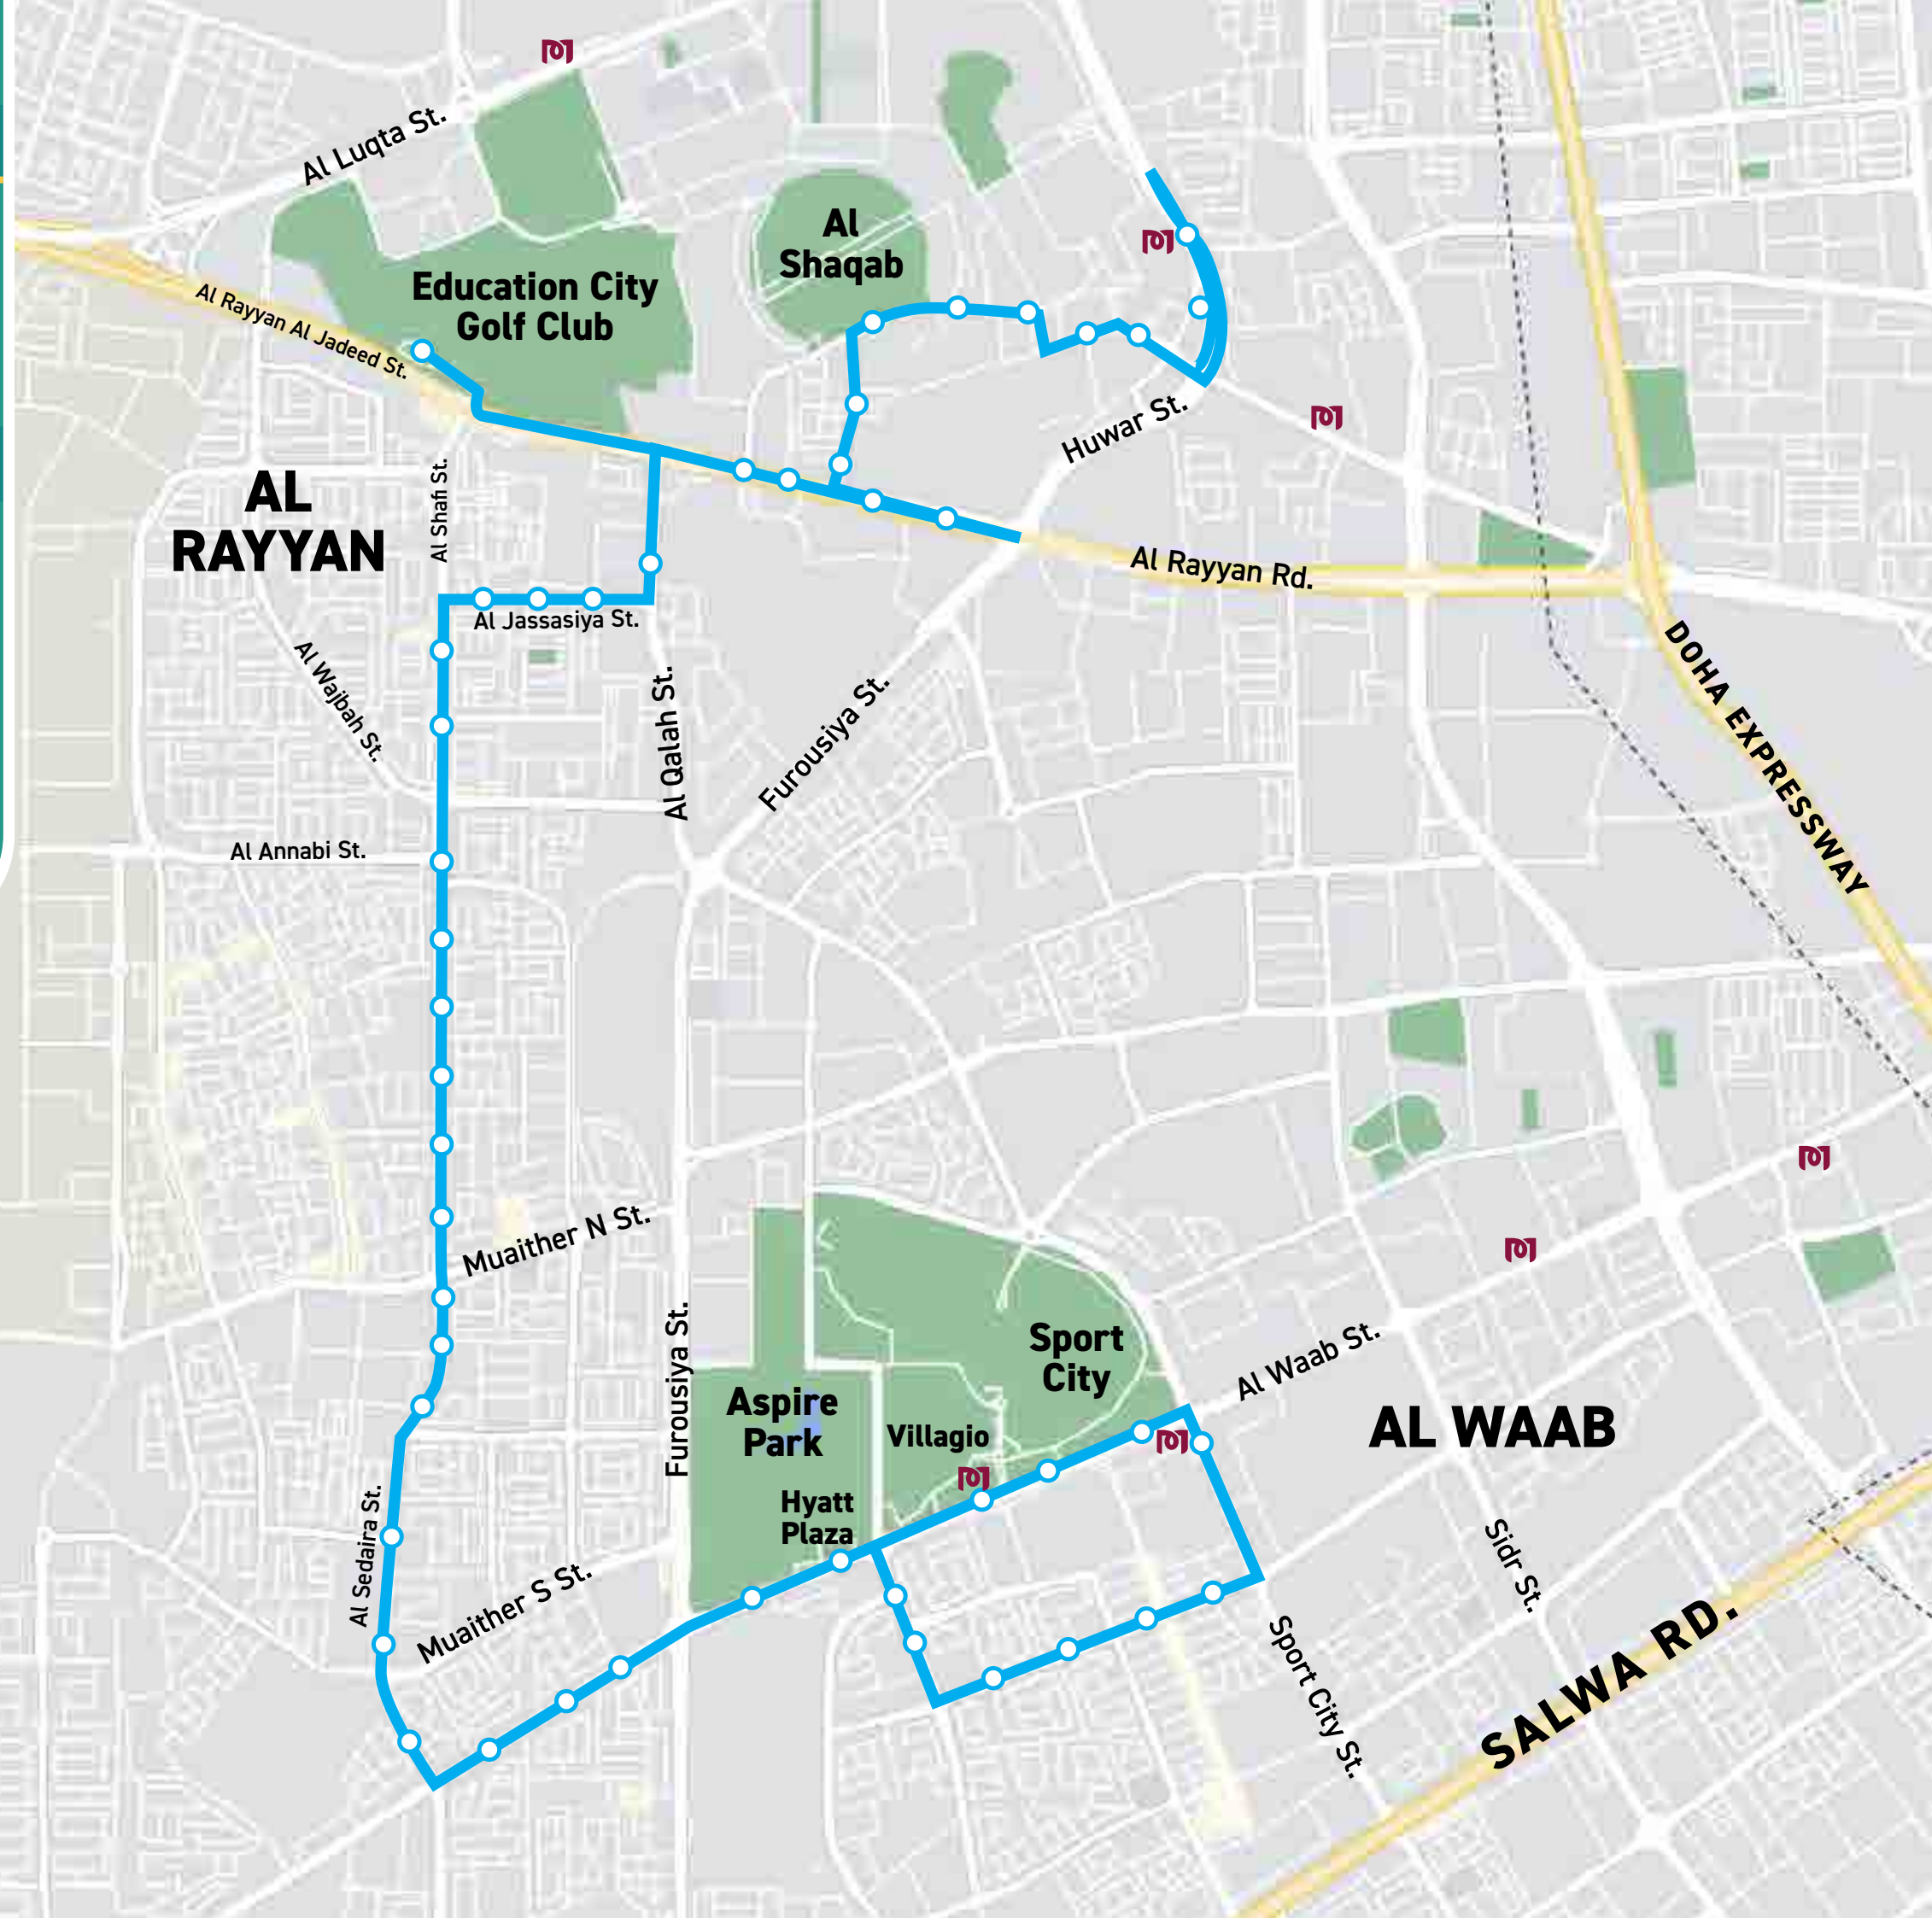 Al Luqta St.
Al
Shaqab
Education City
Golf Club
Al Rayyan Al Jadeed St.
Huwar St.
AL
RAYYAN
Al Shafi St.
Al Rayyan Rd.
Al Jassasiya St.
Al Wajbah St.
Al Qalah St.
Furousiya St.
DOHA EXPRESSWAY
Al Annabi St.
Muaither N St.
Furousiya St.
Sport
City
Al Waab St.
Aspire
Park
Villagio
AL WAAB
Hyatt
Plaza
Al Sedaira St.
Muaither S St.
Sidr St.
Sport City St.
SALWA RD.